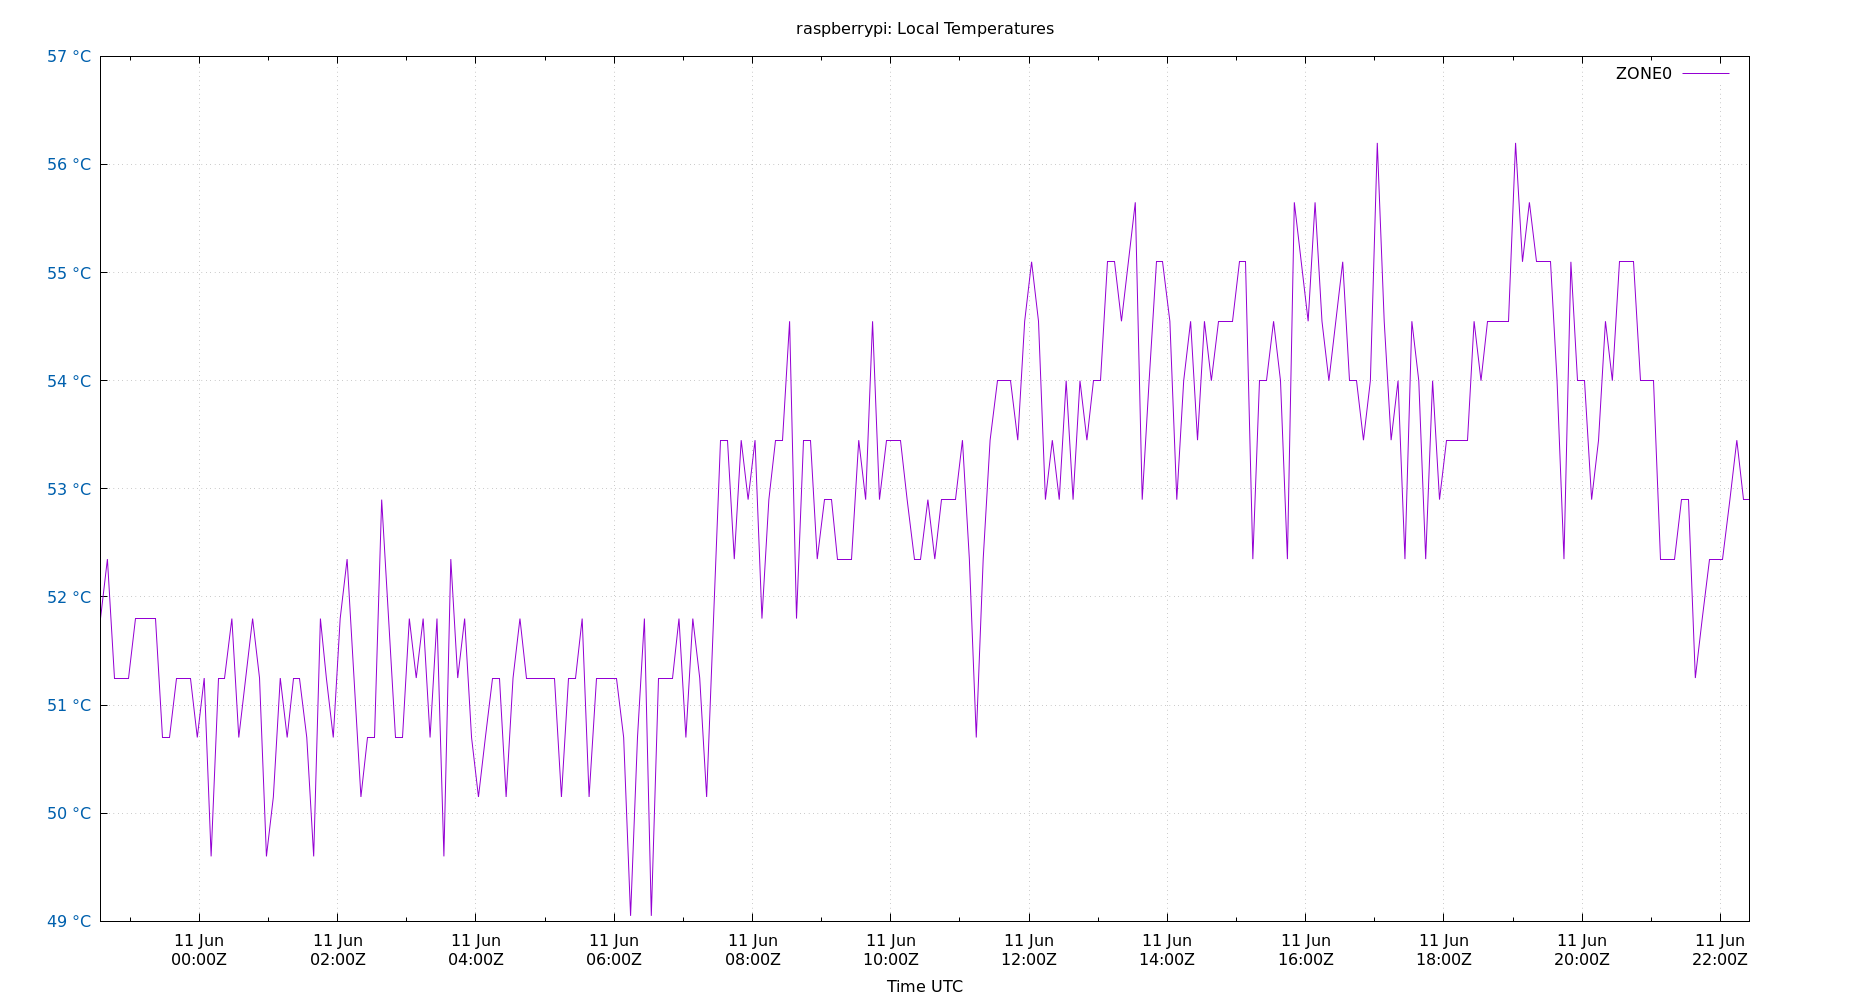 raspberrypi: Local Temperatures
57 °C
ZONE0
56 °C
55 °C
54 °C
53 °C
52 °C
51 °C
50 °C
49 °C
11 Jun 11 Jun 11 Jun 11 Jun 11 Jun 11 Jun 11 Jun 11 Jun 11 Jun 11 Jun 11 Jun 11 Jun
00:00Z 02:00Z 04:00Z 06:00Z 08:00Z 10:00Z 12:00Z 14:00Z 16:00Z 18:00Z 20:00Z 22:00Z
Time UTC